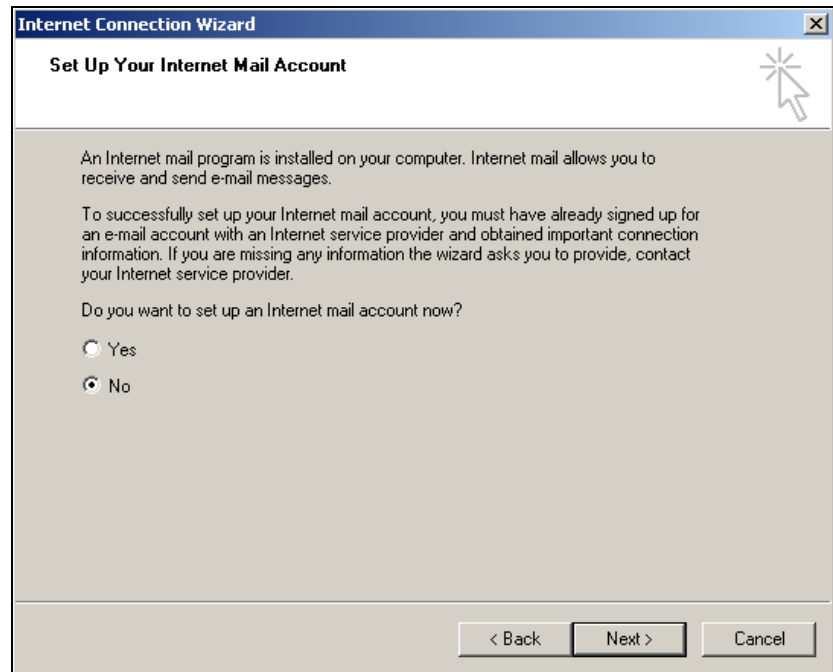 Internet Connection Wizard
Set Up Your Internet Mail Account
An Internet mail program is installed on your computer. Internet mail allows you to
receive and send e-mail messages.
To successfully set up your Internet mail account, you must have already signed up for
an e-mail account with an Internet service provider and obtained important connection
information. If you are missing any information the wizard asks you to provide, contact
your Internet service provider.
Do you want to set up an Internet mail account now?
Yes
No
< Back Next > Cancel